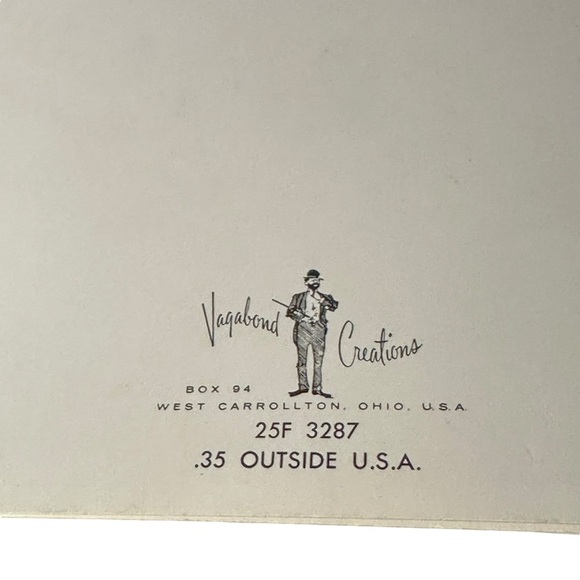 Vagabond Creations
BOX 94
WEST CARROLLTON, OHIO, U.S.A.
25F 3287
.35 OUTSIDE U.S.A.